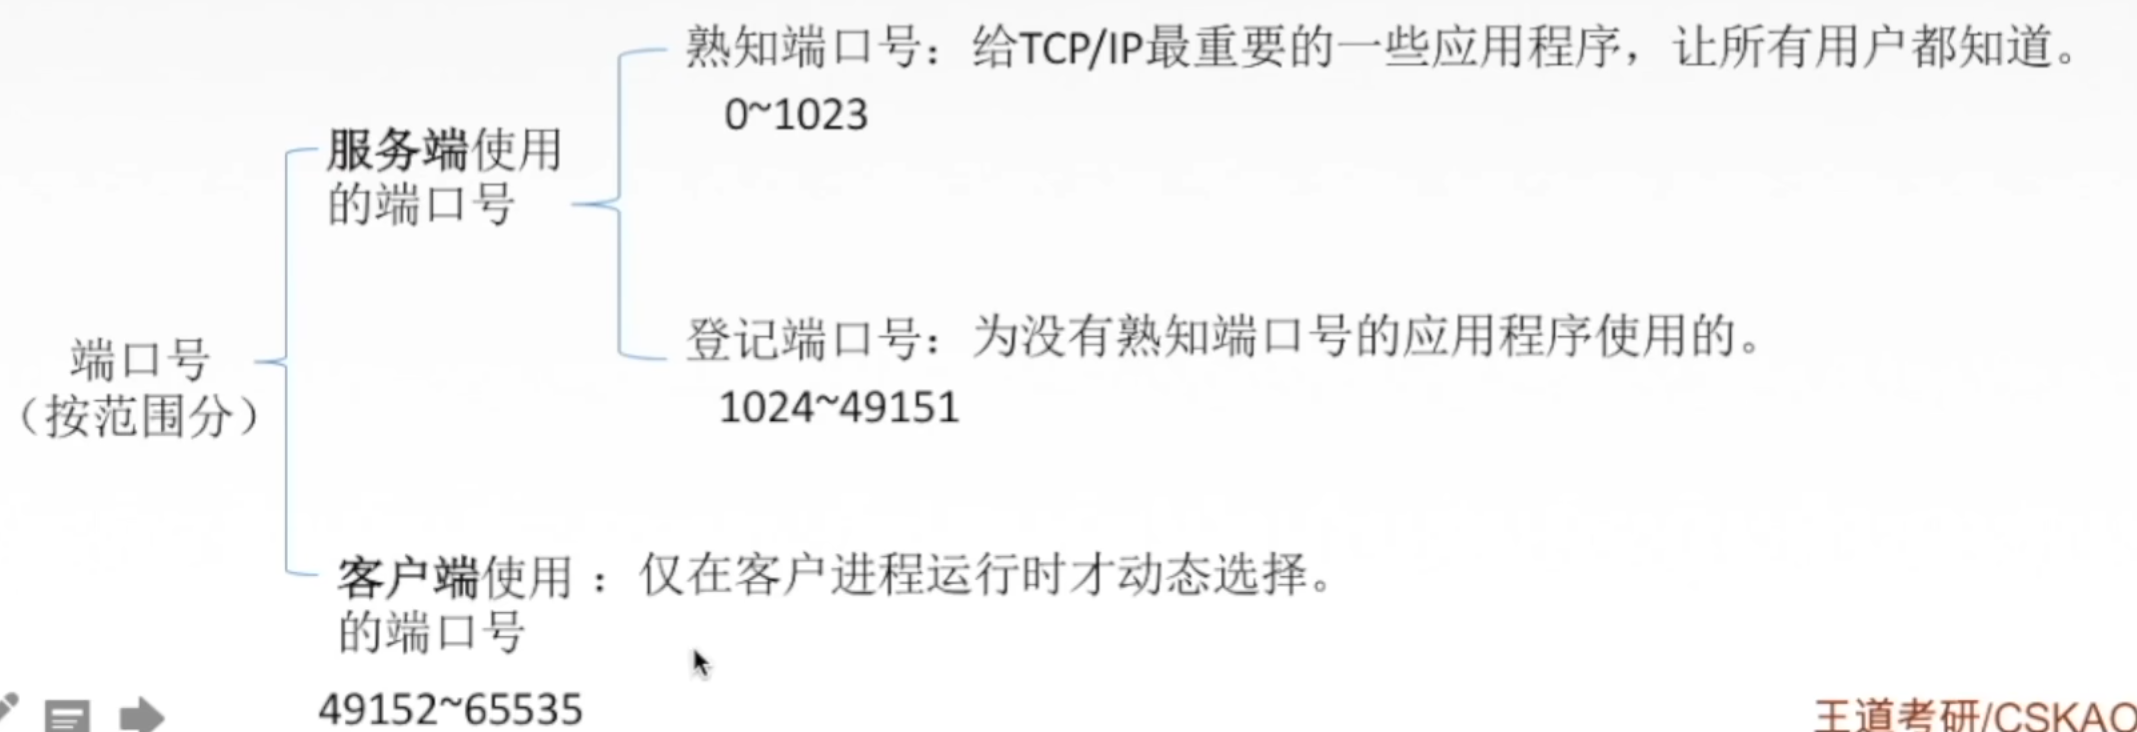 熟知端口号：给TCP/IP最重要的一些应用程序，让所有用户都知道。
0~1023
服务端使用
的端口号
登记端口号：为没有熟知端口号的应用程序使用的。
1024~49151
端口号
（按范围分）
客户端使用：仅在客户进程运行时才动态选择。
的端口号
49152~65535
王道考研/CSKAO